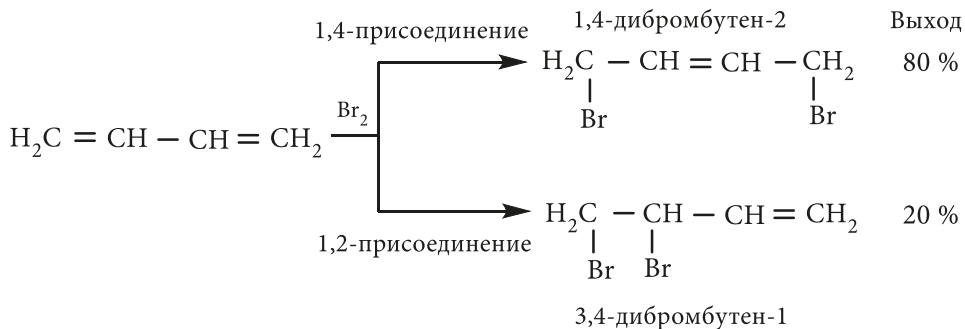 1,4-присоединение
1,4-дибромбутен-2
Выход
H₂C — CH = CH — CH₂
80 %
Br
Br
Br₂
H₂C = CH — CH = CH₂
H₂C — CH — CH = CH₂
20 %
1,2-присоединение
Br Br
3,4-дибромбутен-1